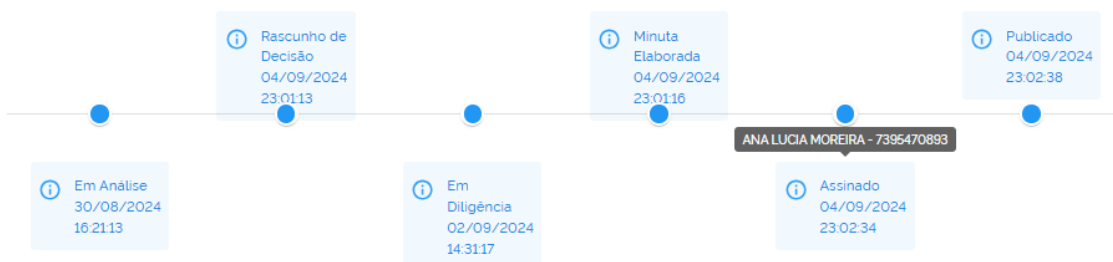 Rascunho de
Decisão
04/09/2024
23:01:13
Minuta
Elaborada
04/09/2024
23:01:16
Publicado
04/09/2024
23:02:38
ANA LUCIA MOREIRA - 7395470893
Em Análise
30/08/2024
16:21:13
Em
Diligência
02/09/2024
14:31:17
Assinado
04/09/2024
23:02:34